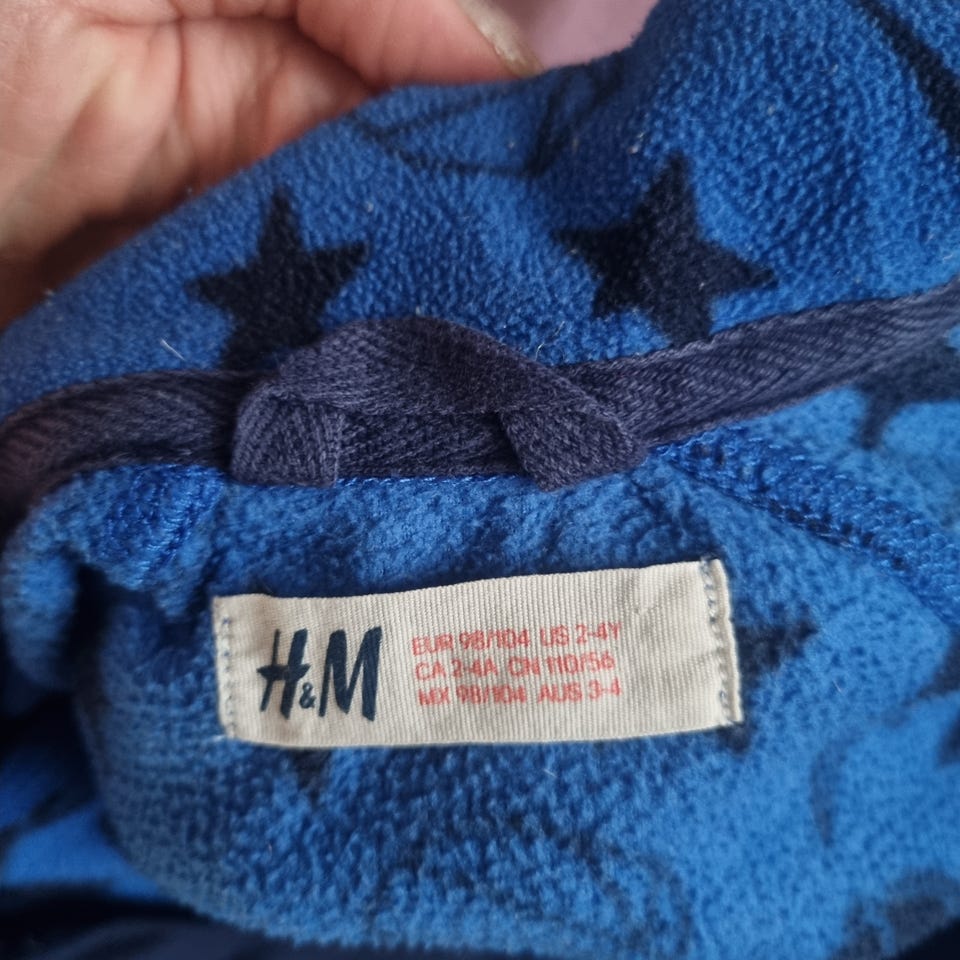 H&M
EUR 98/104 US 2-4Y
CA 2-4A CN 110/56
MX 98/104 AUS 3-4